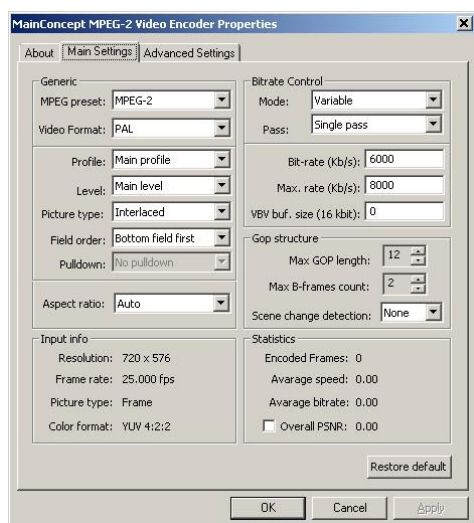 MainConcept MPEG-2 Video Encoder Properties
About
Main Settings
Advanced Settings
Generic
MPEG preset: MPEG-2
Video Format: PAL
Profile: Main profile
Level: Main level
Picture type: Interlaced
Field order: Bottom field first
Pulldown: No pulldown
Aspect ratio: Auto
Input info
Resolution: 720 x 576
Frame rate: 25.000 fps
Picture type: Frame
Color format: YUV 4:2:2
Bitrate Control
Mode: Variable
Pass: Single pass
Bit-rate (Kb/s): 6000
Max. rate (Kb/s): 8000
VBV buf. size (16 kbit): 0
Gop structure
Max GOP length: 12
Max B-frames count: 2
Scene change detection: None
Statistics
Encoded Frames: 0
Avarage speed: 0.00
Avarage bitrate: 0.00
Overall PSNR: 0.00
Restore default
OK
Cancel
Apply